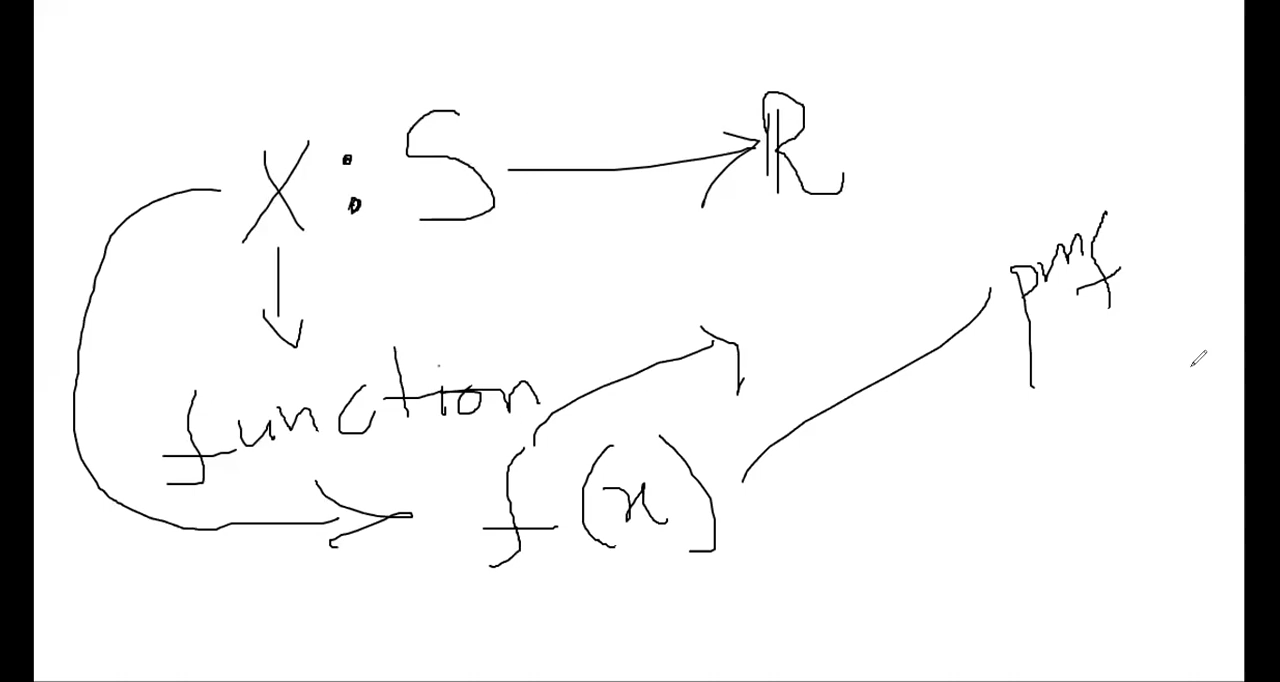 X : S → R
pmf
function
f(x)